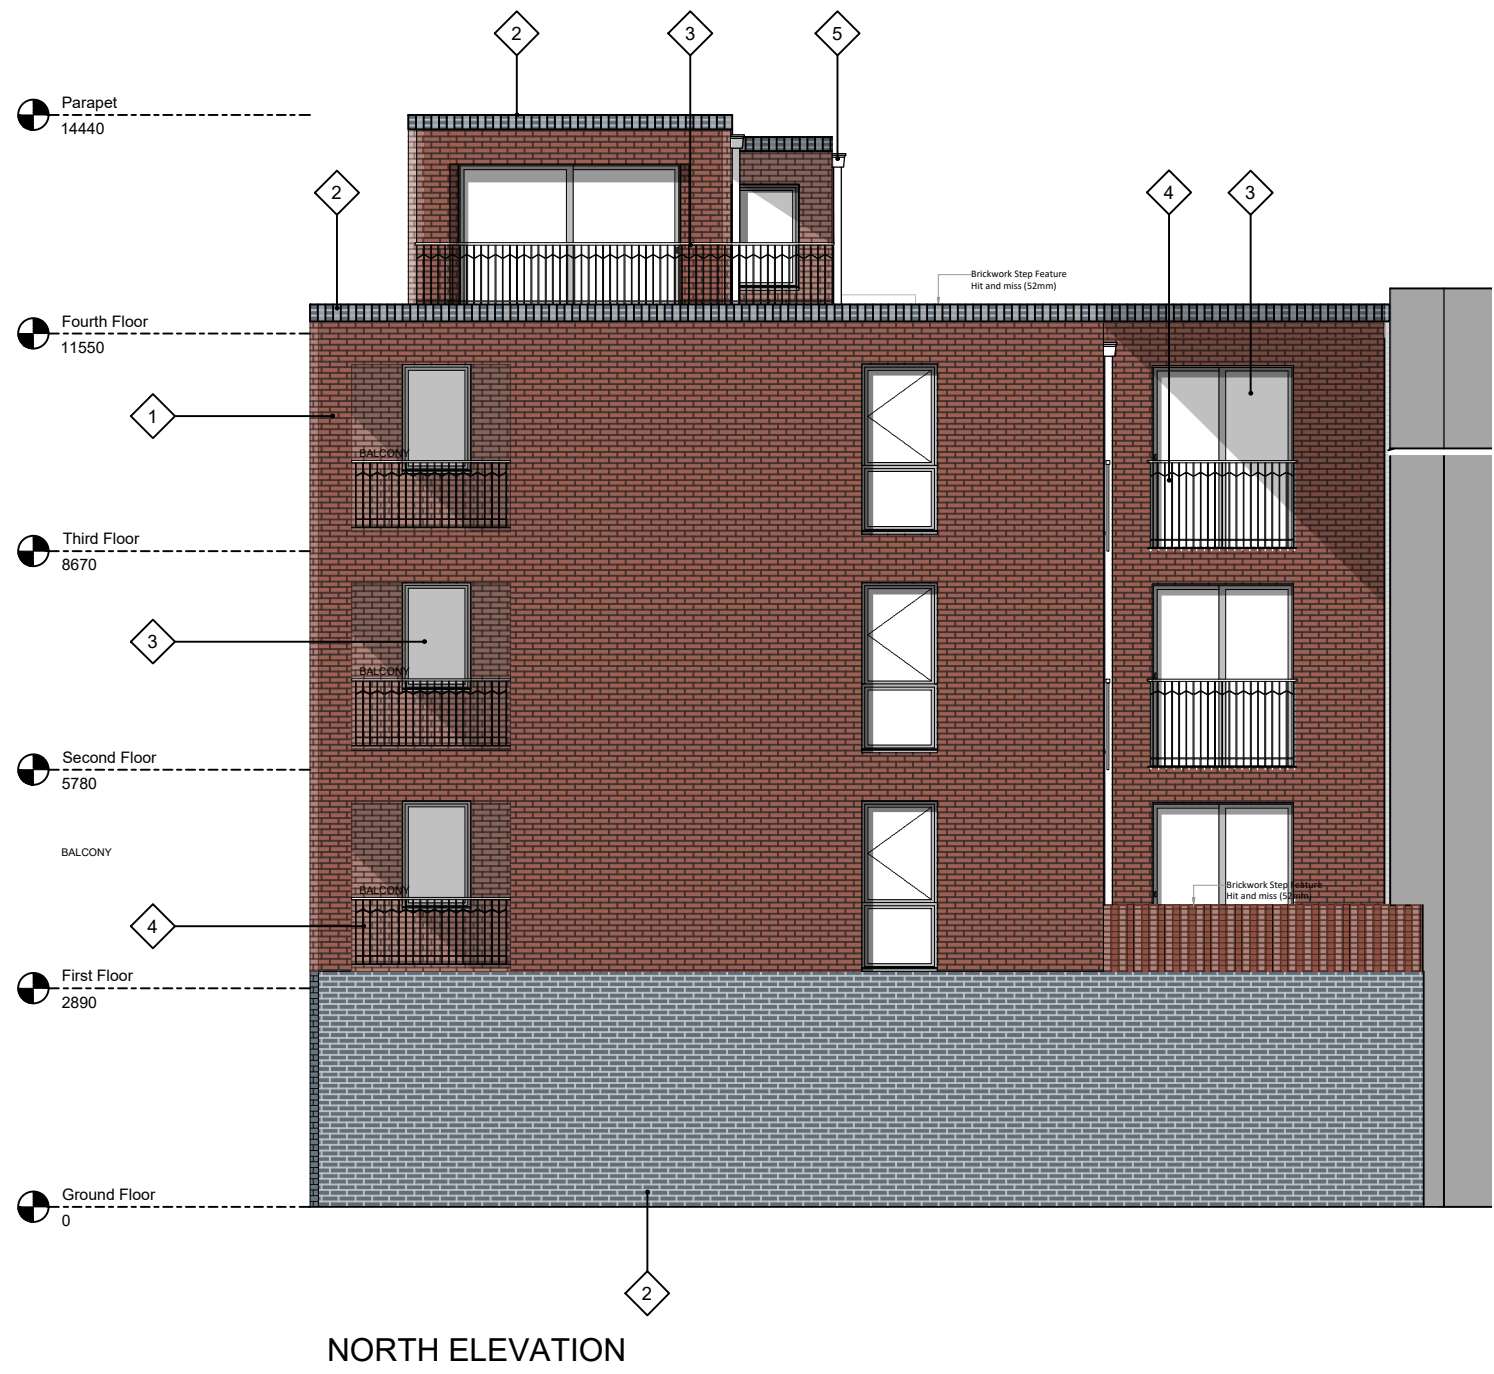 2
3
5
Parapet
14440
2
4
3
Brickwork Step Feature
Hit and miss (52mm)
Fourth Floor
11550
1
BALCONY
Third Floor
8670
3
BALCONY
Second Floor
5780
BALCONY
BALCONY
Brickwork Step Feature
Hit and miss (52mm)
4
First Floor
2890
Ground Floor
0
2
NORTH ELEVATION